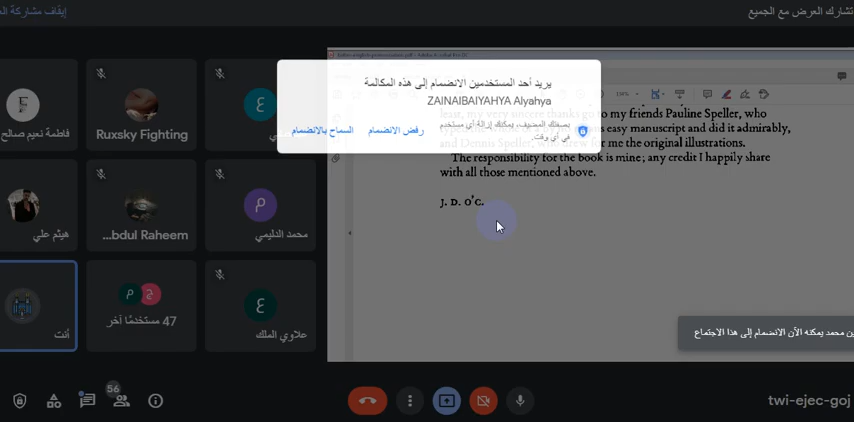 تشارك العرض مع الجميع
إيقاف مشاركة
يريد أحد المستخدمين الانضمام إلى هذه المكالمة
ZAINAIBAIYAHYA Alyahya
بصفتك المضيف، يمكنك إزالة أي مستخدم
في أي وقت.
رفض الانضمام
السماح بالانضمام
least, my very sincere thanks go to my friends Pauline Speller, who
easy manuscript and did it admirably,
and Dennis Speller, who drew for me the original illustrations.
The responsibility for the book is mine; any credit I happily share
with all those mentioned above.
J. D. O'C.
فاطمة نعيم صالح
Ruxsky Fighting
هيثم علي
...bdul Raheem
محمد الدليمي
أنت
47 مستخدمًا آخر
علاوي الملك
ين محمد يمكنه الآن الانضمام إلى هذا الاجتماع
56
twi-ejec-goj